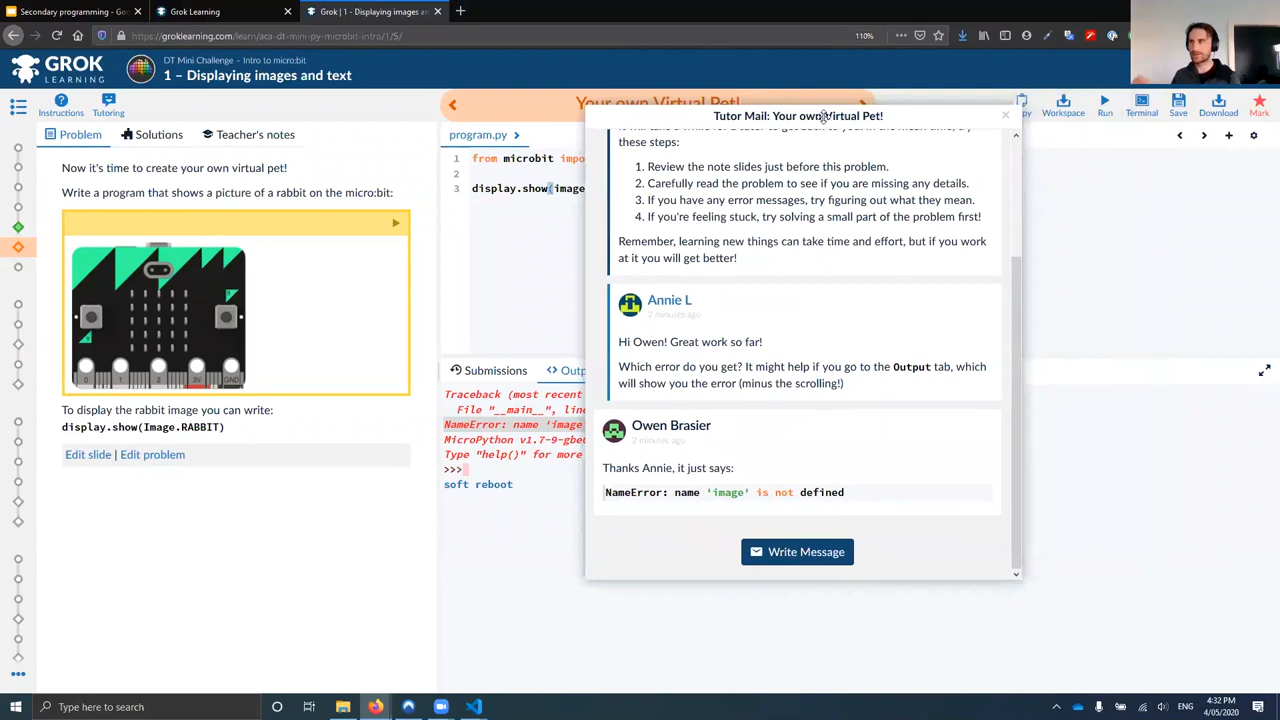 Secondary programming - Goo
Grok Learning
Grok | 1 - Displaying images an
https://groklearning.com/learn/aca-dt-mini-py-microbit-intro/1/5/
110%
GROK
LEARNING
DT Mini Challenge – Intro to micro:bit
1 – Displaying images and text
Instructions
Tutoring
Your own Virtual Pet!
Workspace
Run
Terminal
Save
Download
Mark
Problem
Solutions
Teacher's notes
Now it's time to create your own virtual pet!
Write a program that shows a picture of a rabbit on the micro:bit:
0 1 2 3V GND
To display the rabbit image you can write:
display.show(Image.RABBIT)
Edit slide | Edit problem
program.py
1 from microbit impo
2
3 display.show(image
Submissions
Outp
Traceback (most recent
File "__main__", line
NameError: name 'image
MicroPython v1.7-9-gbe0
Type "help()" for more
>>>
soft reboot
Tutor Mail: Your own Virtual Pet!
these steps:
1. Review the note slides just before this problem.
2. Carefully read the problem to see if you are missing any details.
3. If you have any error messages, try figuring out what they mean.
4. If you're feeling stuck, try solving a small part of the problem first!
Remember, learning new things can take time and effort, but if you work
at it you will get better!
Annie L
2 minutes ago
Hi Owen! Great work so far!
Which error do you get? It might help if you go to the Output tab, which
will show you the error (minus the scrolling!)
Owen Brasier
2 minutes ago
Thanks Annie, it just says:
NameError: name 'image' is not defined
Write Message
Type here to search
ENG
4:32 PM
4/05/2020